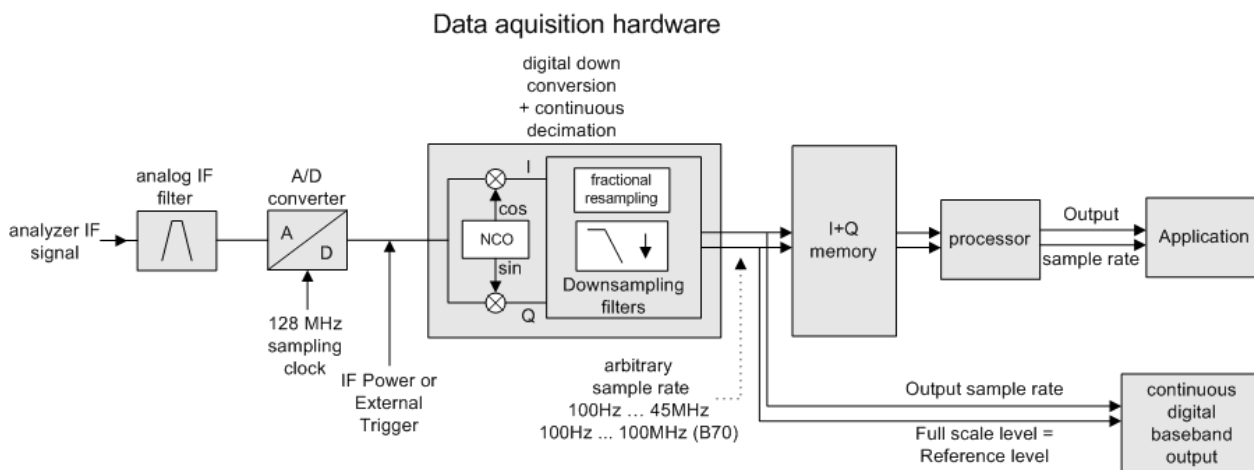 Data aquisition hardware
digital down
conversion
+ continuous
decimation
analyzer IF
signal
analog IF
filter
A/D
converter
A
D
128 MHz
sampling
clock
IF Power or
External
Trigger
I
cos
NCO
sin
Q
fractional
resampling
Downsampling
filters
arbitrary
sample rate
100Hz … 45MHz
100Hz ... 100MHz (B70)
I+Q
memory
processor
Output
sample rate
Application
Output sample rate
Full scale level =
Reference level
continuous
digital
baseband
output